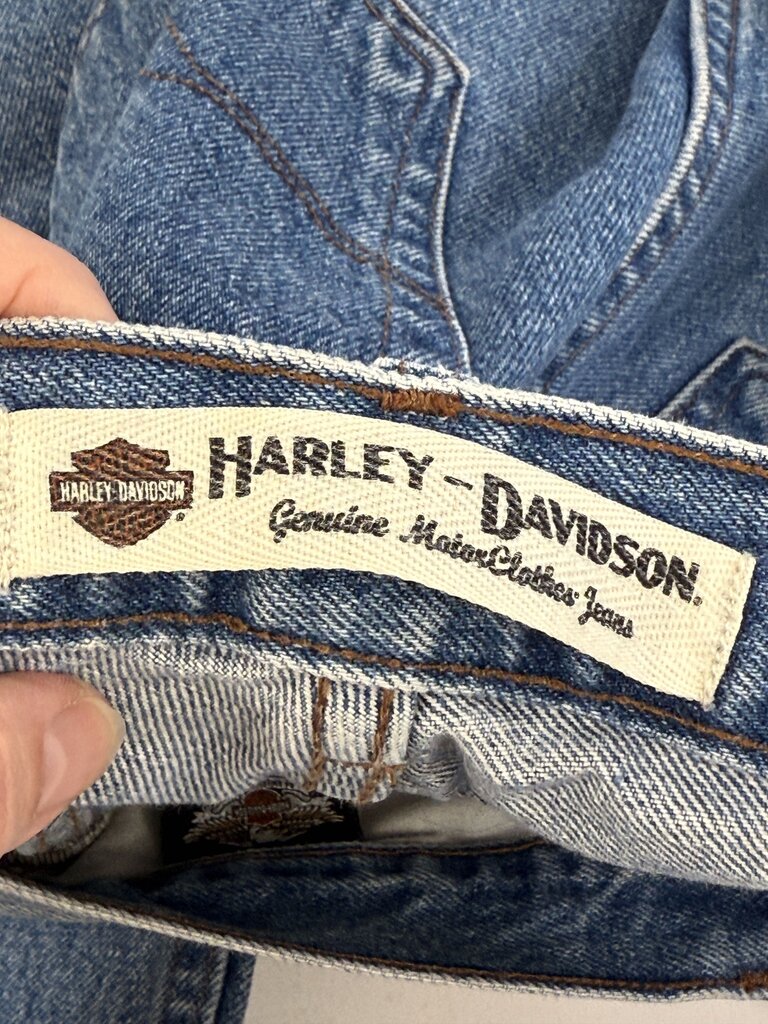 HARLEY-DAVIDSON
®
HARLEY-DAVIDSON.
Genuine MotorClothes® Jeans